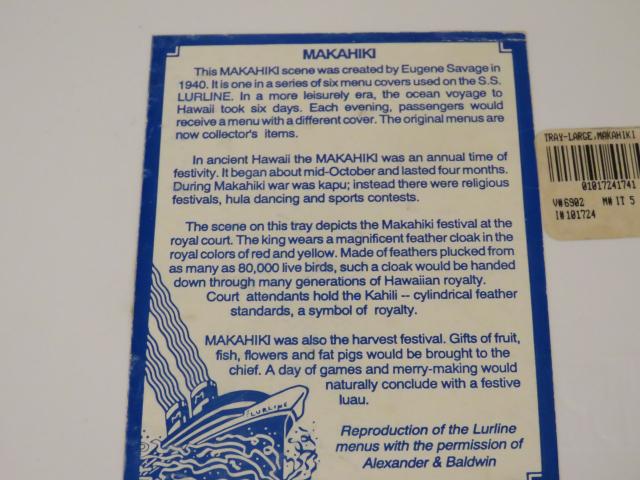 MAKAHIKI
This MAKAHIKI scene was created by Eugene Savage in
1940. It is one in a series of six menu covers used on the S.S.
LURLINE. In a more leisurely era, the ocean voyage to
Hawaii took six days. Each evening, passengers would
receive a menu with a different cover. The original menus are
now collector's items.
In ancient Hawaii the MAKAHIKI was an annual time of
festivity. It began about mid-October and lasted four months.
During Makahiki war was kapu; instead there were religious
festivals, hula dancing and sports contests.
The scene on this tray depicts the Makahiki festival at the
royal court. The king wears a magnificent feather cloak in the
royal colors of red and yellow. Made of feathers plucked from
as many as 80,000 live birds, such a cloak would be handed
down through many generations of Hawaiian royalty.
Court attendants hold the Kahili -- cylindrical feather
standards, a symbol of royalty.
MAKAHIKI was also the harvest festival. Gifts of fruit,
fish, flowers and fat pigs would be brought to the
chief. A day of games and merry-making would
naturally conclude with a festive
luau.
Reproduction of the Lurline
menus with the permission of
Alexander & Baldwin
LURLINE
TRAY-LARGE,MAKAHIKI
01017241741
V#6902 M# IT 5
I#101724